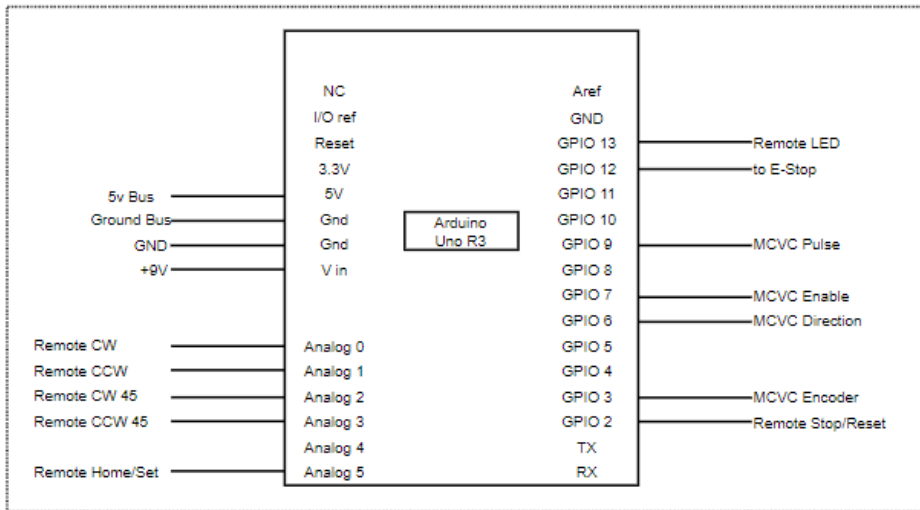 NC
Aref
I/O ref
GND
Reset
GPIO 13
Remote LED
3.3V
GPIO 12
to E-Stop
5v Bus
5V
GPIO 11
Ground Bus
Gnd
Arduino
Uno R3
GPIO 10
GND
Gnd
GPIO 9
MCVC Pulse
+9V
V in
GPIO 8
GPIO 7
MCVC Enable
GPIO 6
MCVC Direction
Remote CW
Analog 0
GPIO 5
Remote CCW
Analog 1
GPIO 4
Remote CW 45
Analog 2
GPIO 3
MCVC Encoder
Remote CCW 45
Analog 3
GPIO 2
Remote Stop/Reset
Analog 4
TX
Remote Home/Set
Analog 5
RX